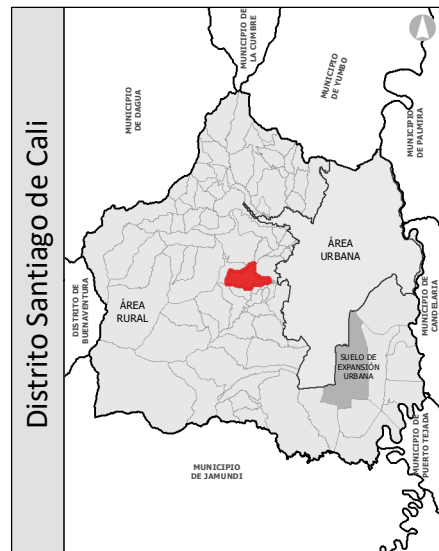 Distrito Santiago de Cali
MUNICIPIO
DE DAGUA
MUNICIPIO DE
LA CUMBRE
MUNICIPIO
DE YUMBO
MUNICIPIO
DE PALMIRA
ÁREA
URBANA
ÁREA
RURAL
DISTRITO DE
BUENAVENTURA
MUNICIPIO DE
CANDELARIA
SUELO DE
EXPANSIÓN
URBANA
MUNICIPIO DE
PUERTO TEJADA
MUNICIPIO
DE JAMUNDI